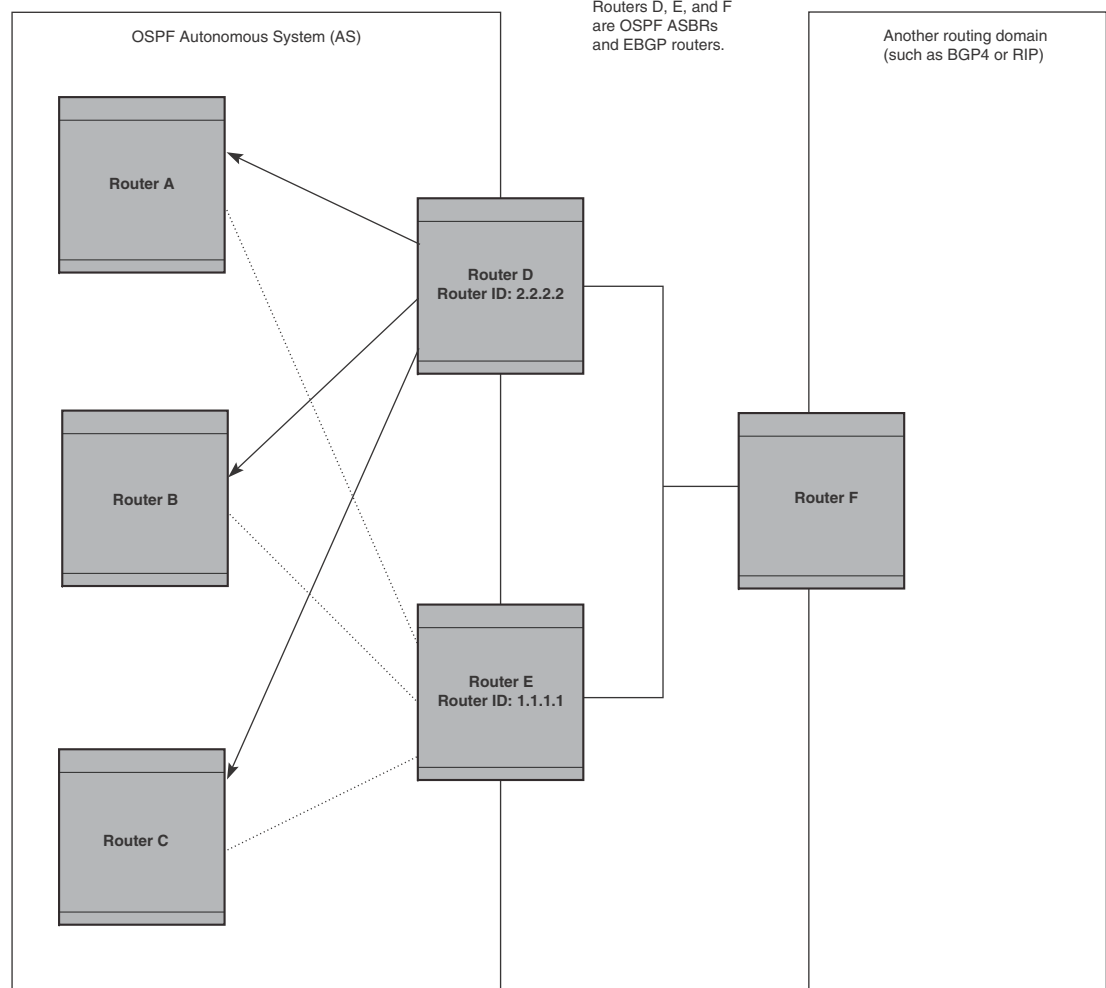 Routers D, E, and F
are OSPF ASBRs
and EBGP routers.
OSPF Autonomous System (AS)
Another routing domain
(such as BGP4 or RIP)
Router A
Router D
Router ID: 2.2.2.2
Router B
Router F
Router E
Router ID: 1.1.1.1
Router C